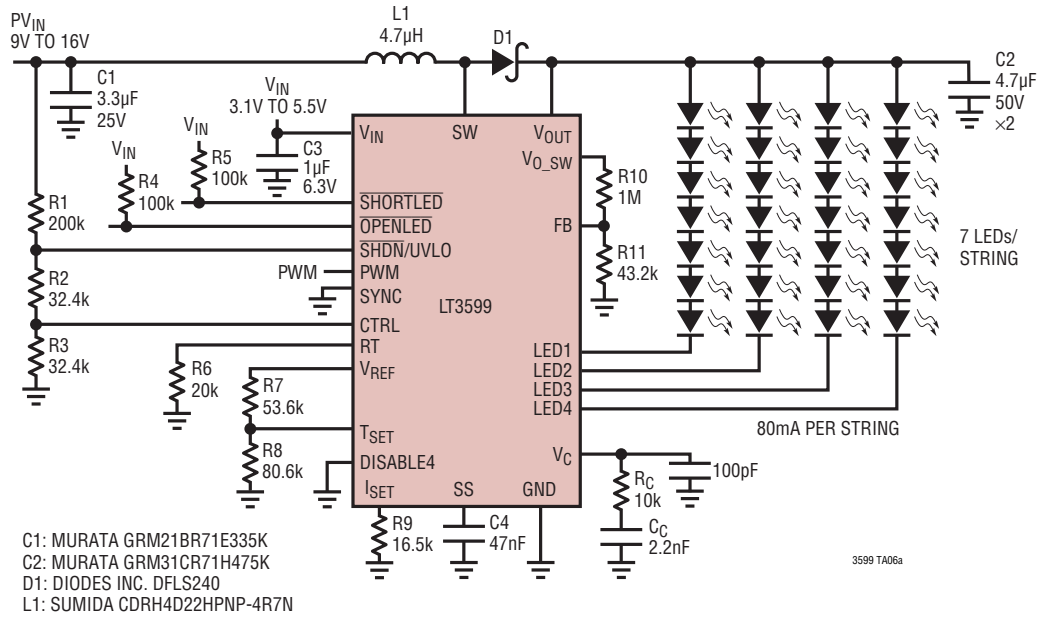 PVIN
9V TO 16V
L1
4.7µH
D1
C1
3.3µF
25V
VIN
3.1V TO 5.5V
C3
1µF
6.3V
C2
4.7µF
50V
×2
VIN
R5
100k
VIN
R4
100k
R1
200k
R2
32.4k
R3
32.4k
VIN
SW
VOUT
VO_SW
SHORTLED
OPENLED
SHDN/UVLO
PWM
PWM
SYNC
LT3599
FB
R10
1M
R11
43.2k
7 LEDs/
STRING
CTRL
RT
VREF
R6
20k
R7
53.6k
TSET
R8
80.6k
DISABLE4
ISET
SS
GND
LED1
LED2
LED3
LED4
80mA PER STRING
VC
RC
10k
CC
2.2nF
100pF
R9
16.5k
C4
47nF
3599 TA06a
C1: MURATA GRM21BR71E335K
C2: MURATA GRM31CR71H475K
D1: DIODES INC. DFLS240
L1: SUMIDA CDRH4D22HPNP-4R7N